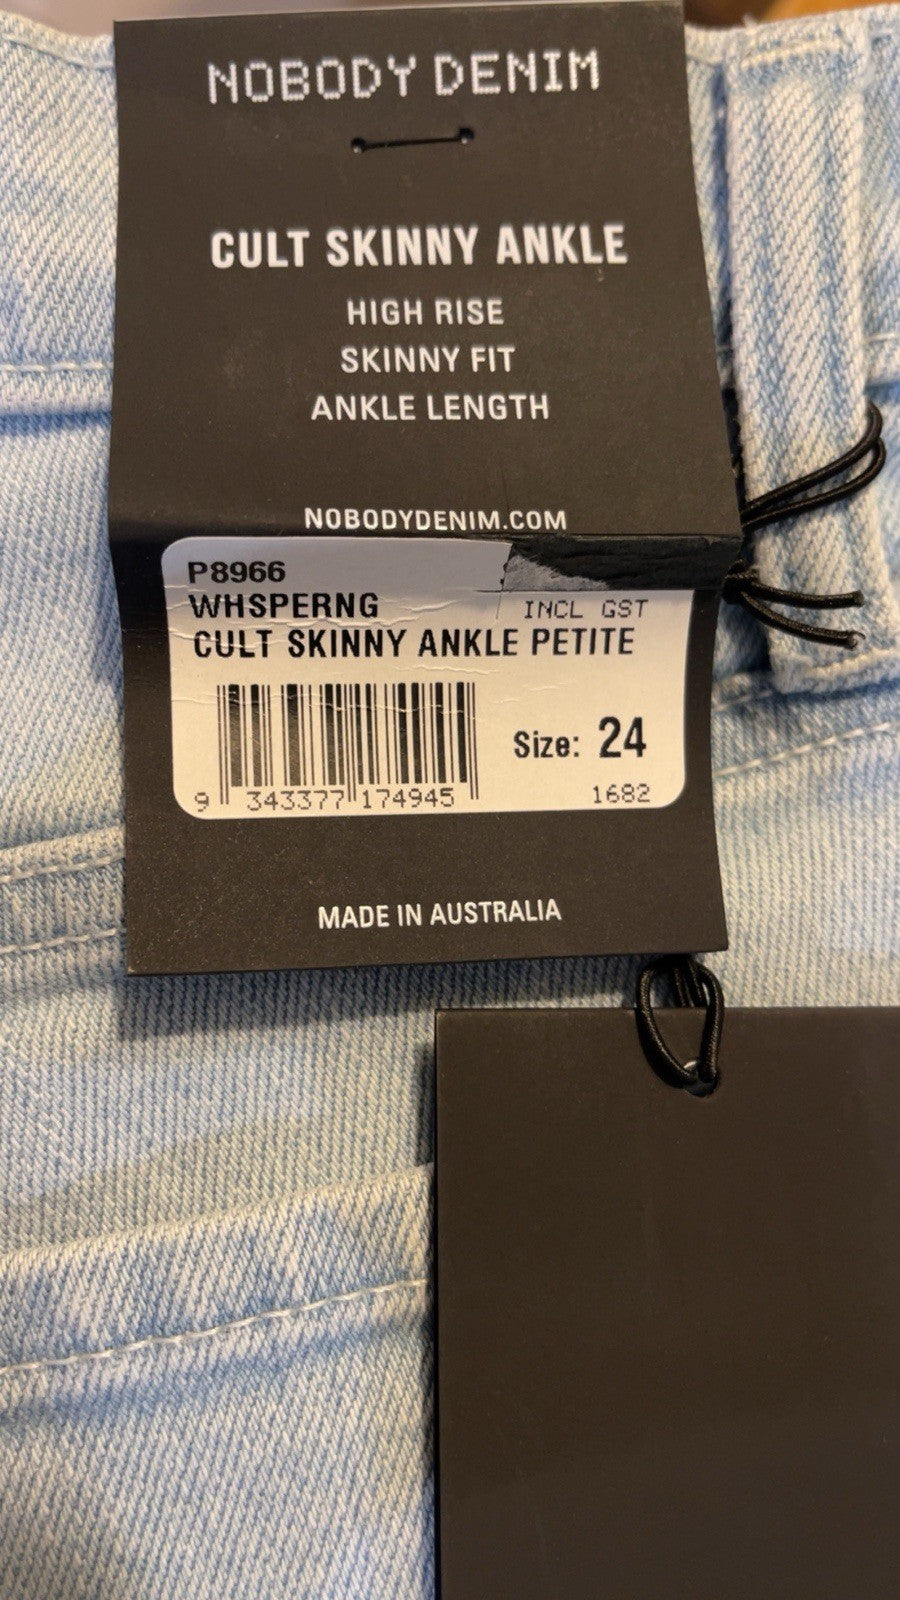 NOBODY DENIM
CULT SKINNY ANKLE
HIGH RISE
SKINNY FIT
ANKLE LENGTH
NOBODYDENIM.COM
P8966
WHSPERNG
INCL GST
CULT SKINNY ANKLE PETITE
Size: 24
9 343377 174945
1682
MADE IN AUSTRALIA